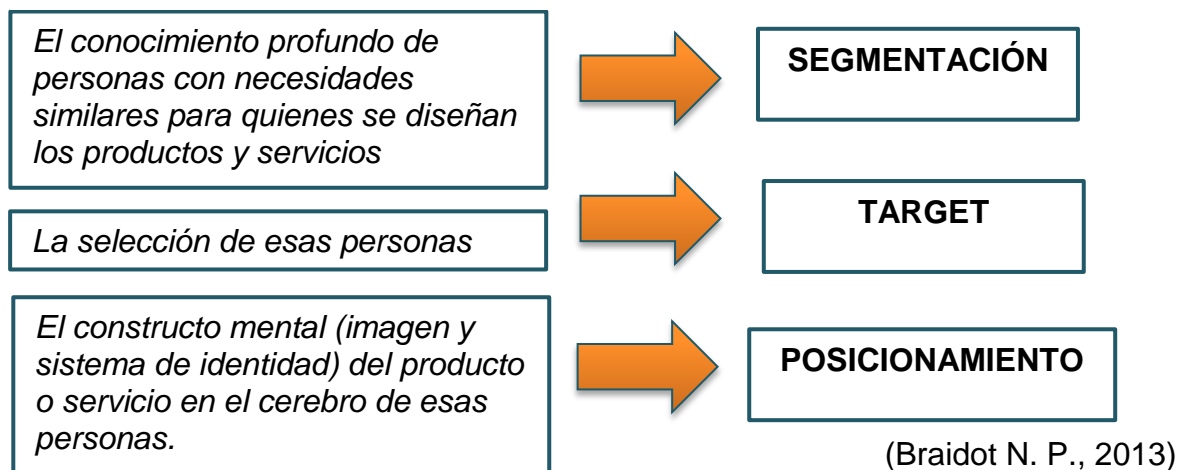 El conocimiento profundo de
personas con necesidades
similares para quienes se diseñan
los productos y servicios
SEGMENTACIÓN
La selección de esas personas
TARGET
El constructo mental (imagen y
sistema de identidad) del producto
o servicio en el cerebro de esas
personas.
POSICIONAMIENTO
(Braidot N. P., 2013)